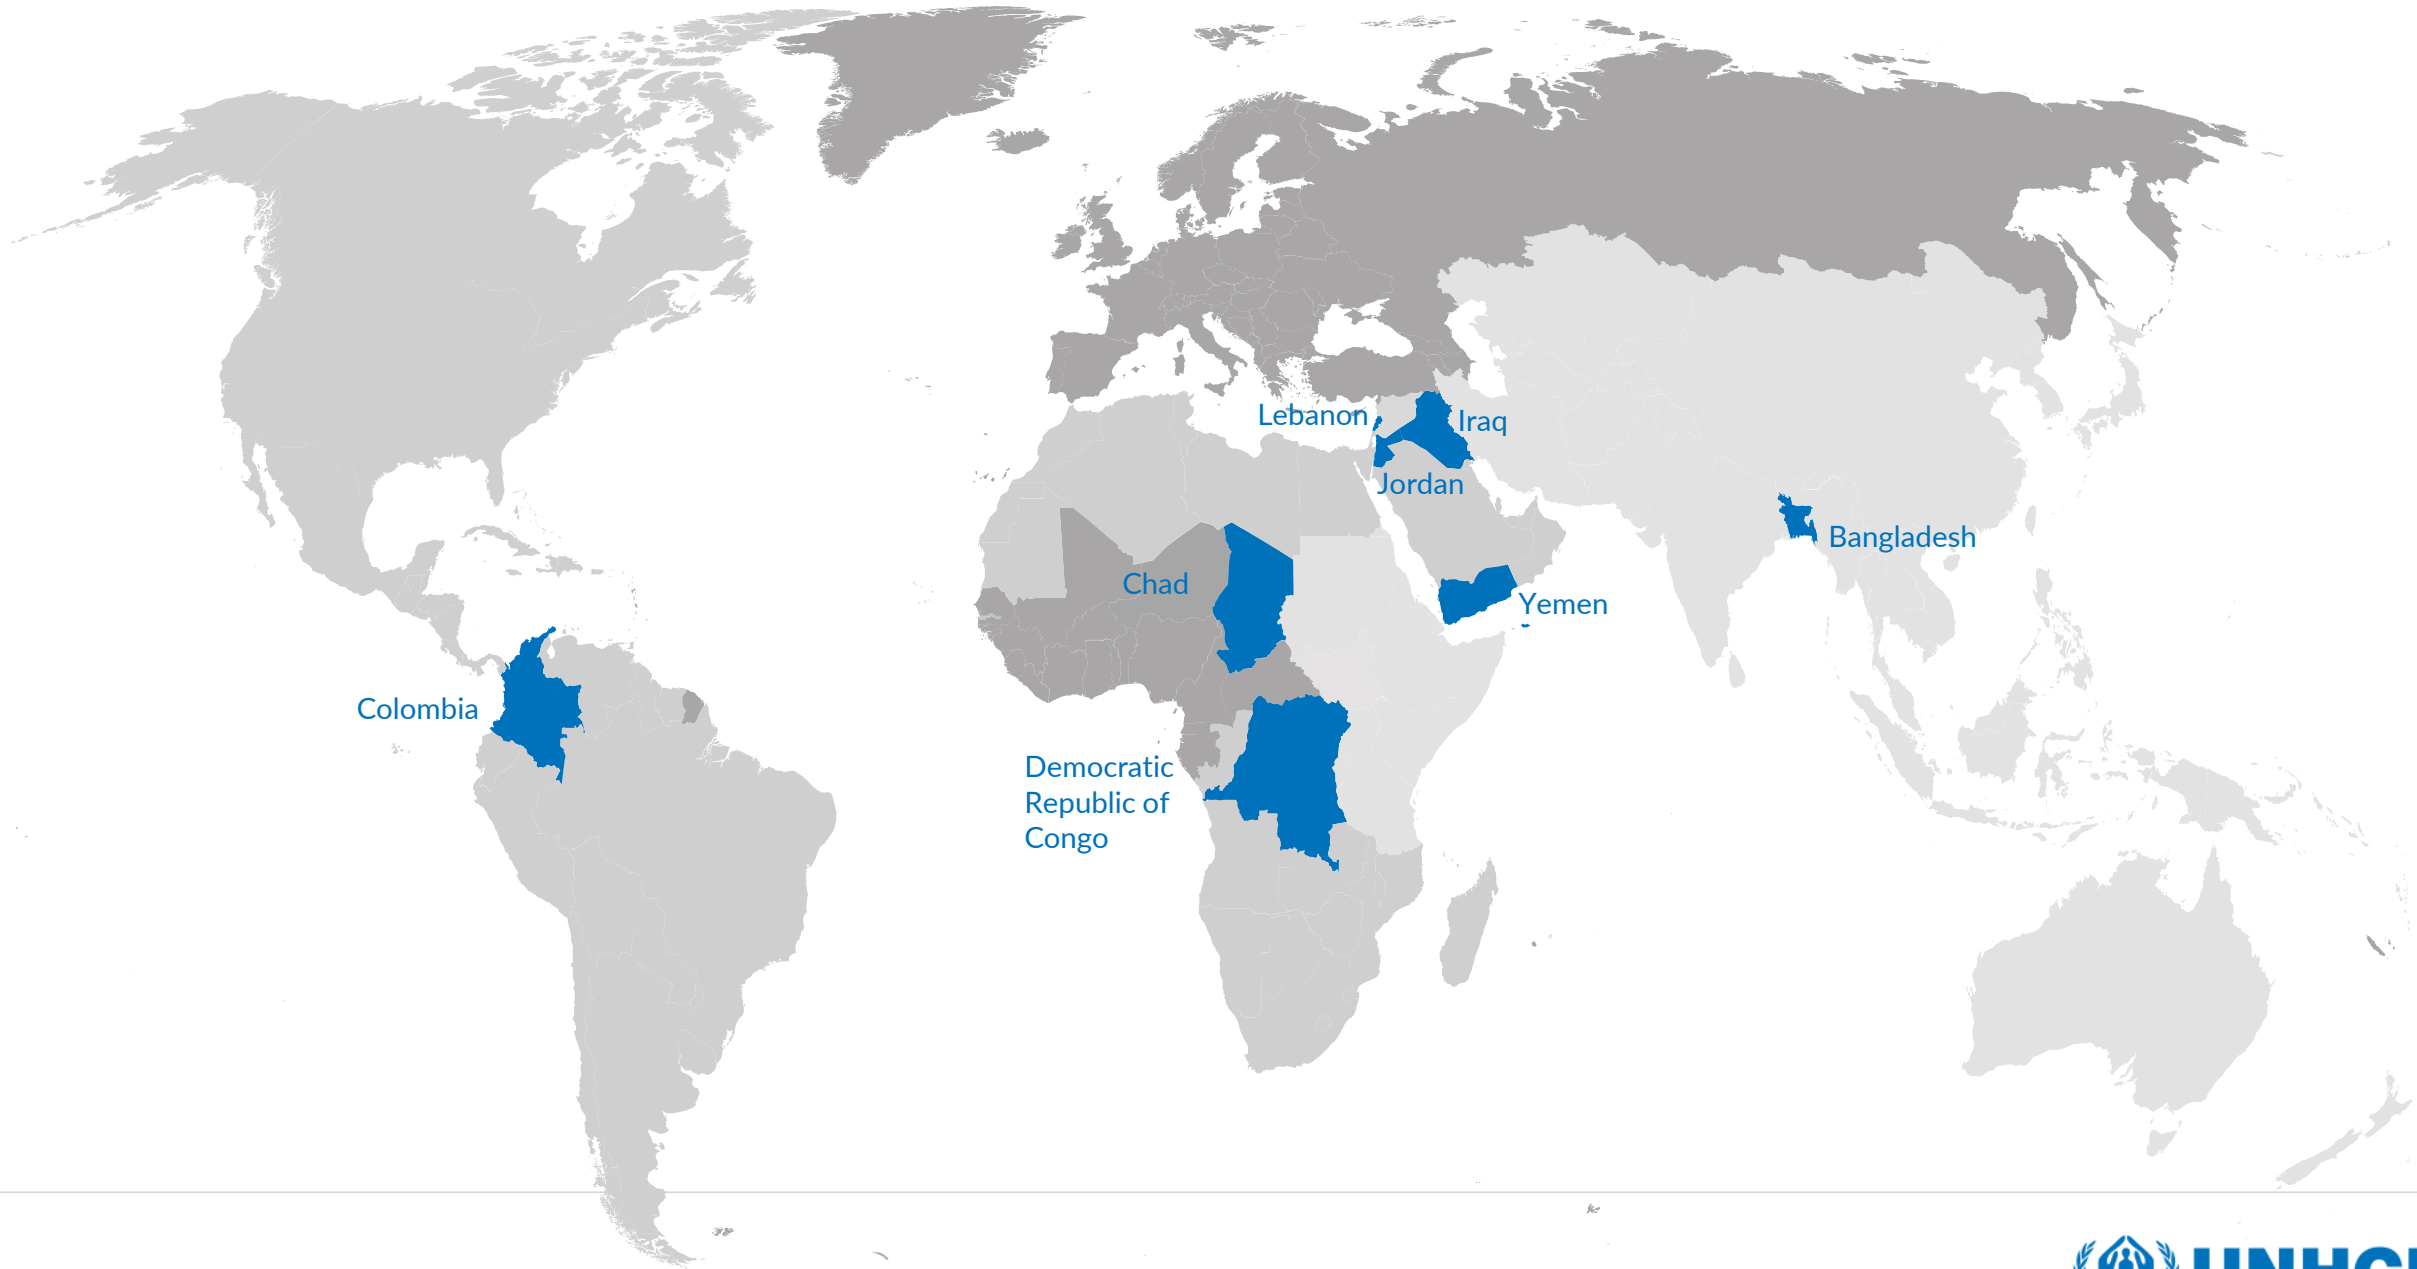 Lebanon
Iraq
Jordan
Bangladesh
Chad
Yemen
Colombia
Democratic
Republic of
Congo